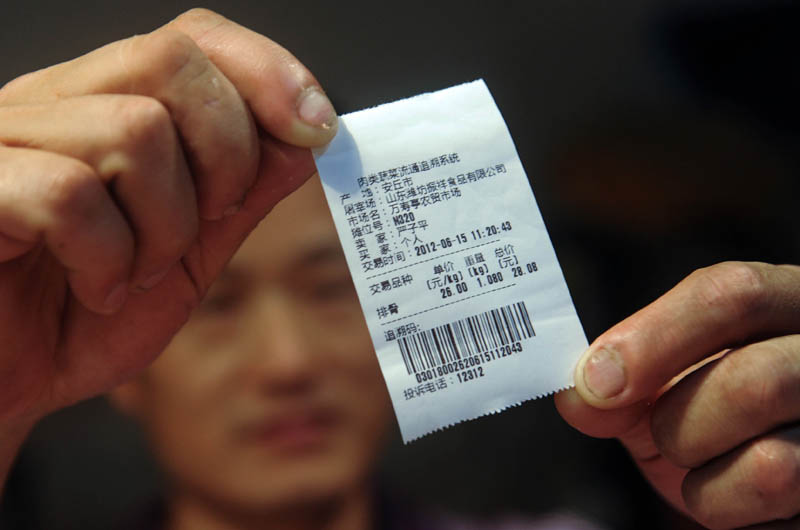 肉类蔬菜流通追溯系统
产 地：安丘市
屠宰场：山东潍坊振祥食品有限公司
市场名：万寿亭农贸市场
摊位号：N320
卖 家：严子平
买 家：个人
交易时间：2012-06-15 11:20:43
交易品种 单价 重量 总价
(元/kg) (kg) (元)
排骨 26.00 1.080 28.08
追溯码：
03018002620615112043
投诉电话：12312